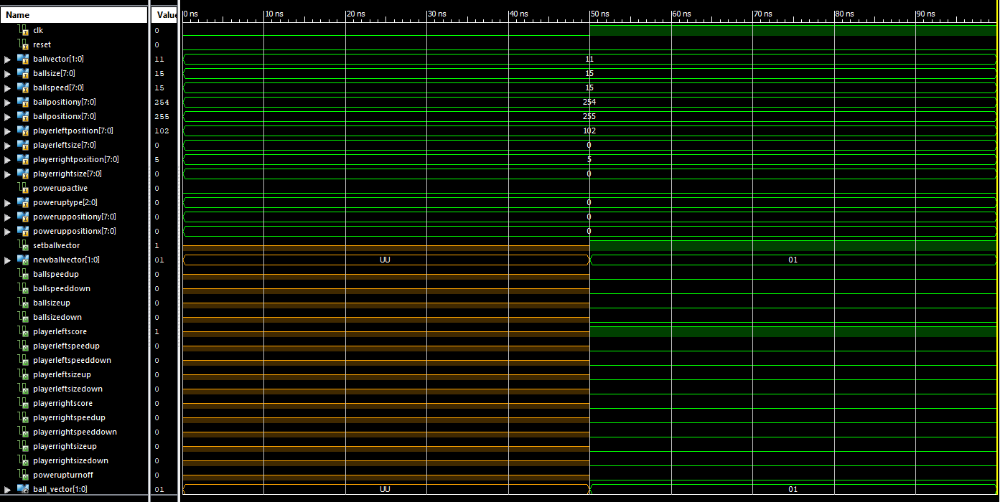 Name Value 0 ns 10 ns 20 ns 30 ns 40 ns 50 ns 60 ns 70 ns 80 ns 90 ns
clk 0
reset 0
ballvector[1:0] 11 11
ballsize[7:0] 15 15
ballspeed[7:0] 15 15
ballpositiony[7:0] 254 254
ballpositionx[7:0] 255 255
playerleftposition[7:0] 102 102
playerleftsize[7:0] 0 0
playerrightposition[7:0] 5 5
playerrightsize[7:0] 0 0
powerupactive 0
poweruptype[2:0] 0 0
poweruppositiony[7:0] 0 0
poweruppositionx[7:0] 0 0
setballvector 1
newballvector[1:0] 01 UU 01
ballspeedup 0
ballspeeddown 0
ballsizeup 0
ballsizedown 0
playerleftscore 1
playerleftspeedup 0
playerleftspeeddown 0
playerleftsizeup 0
playerleftsizedown 0
playerrightscore 0
playerrightspeedup 0
playerrightspeeddown 0
playerrightsizeup 0
playerrightsizedown 0
powerupturnoff 0
ball_vector[1:0] 01 UU 01